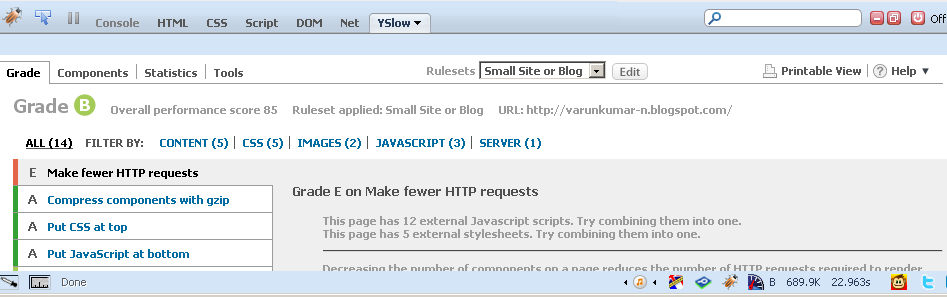 Console HTML CSS Script DOM Net YSlow Off
Grade Components Statistics Tools Rulesets Small Site or Blog Edit Printable View Help
Grade B Overall performance score 85 Ruleset applied: Small Site or Blog URL: http://varunkumar-n.blogspot.com/
ALL (14) FILTER BY: CONTENT (5) CSS (5) IMAGES (2) JAVASCRIPT (3) SERVER (1)
E Make fewer HTTP requests
A Compress components with gzip
A Put CSS at top
A Put JavaScript at bottom
Grade E on Make fewer HTTP requests
This page has 12 external Javascript scripts. Try combining them into one.
This page has 5 external stylesheets. Try combining them into one.
Decreasing the number of components on a page reduces the number of HTTP requests required to render
Done B 689.9K 22.963s